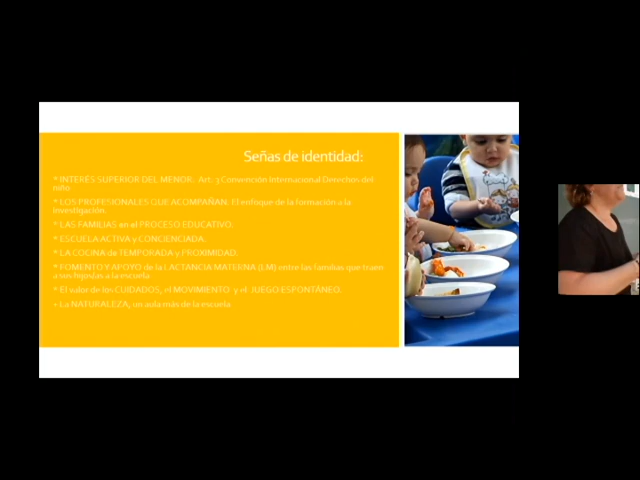 Señas de identidad:
* INTERÉS SUPERIOR DEL MENOR. Art. 3 Convención Internacional Derechos del
niño
* LOS PROFESIONALES QUE ACOMPAÑAN: El enfoque de la formación a la
investigación.
* LAS FAMILIAS en el PROCESO EDUCATIVO.
* ESCUELA ACTIVA y CONCIENCIADA.
* LA COCINA de TEMPORADA y PROXIMIDAD.
* FOMENTO Y APOYO de la LACTANCIA MATERNA (LM) entre las familias que traen
a sus hijos/as a la escuela
* El valor de los CUIDADOS, el MOVIMIENTO y el JUEGO ESPONTÁNEO.
* La NATURALEZA, un aula más de la escuela